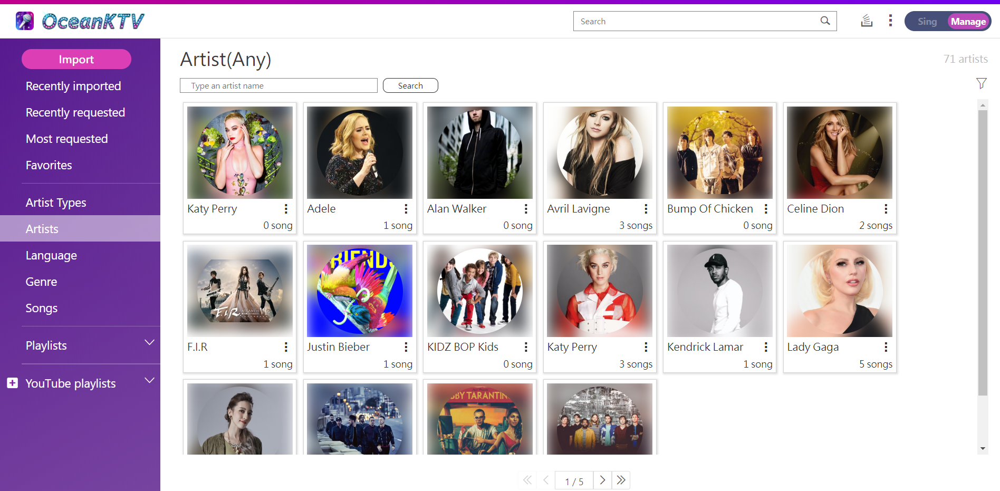 OceanKTV
Search
Sing
Manage
Import
Recently imported
Recently requested
Most requested
Favorites
Artist Types
Artists
Language
Genre
Songs
Playlists
YouTube playlists
Artist(Any)
71 artists
Type an artist name
Search
Katy Perry
0 song
Adele
1 song
Alan Walker
0 song
Avril Lavigne
3 songs
Bump Of Chicken
0 song
Celine Dion
2 songs
F.I.R
ATLANTIS
F.I.R
1 song
FRIENDS
Justin Bieber
1 song
KIDZ BOP Kids
0 song
Katy Perry
3 songs
Kendrick Lamar
1 song
Lady Gaga
5 songs
BBY TARANTIN
1 / 5